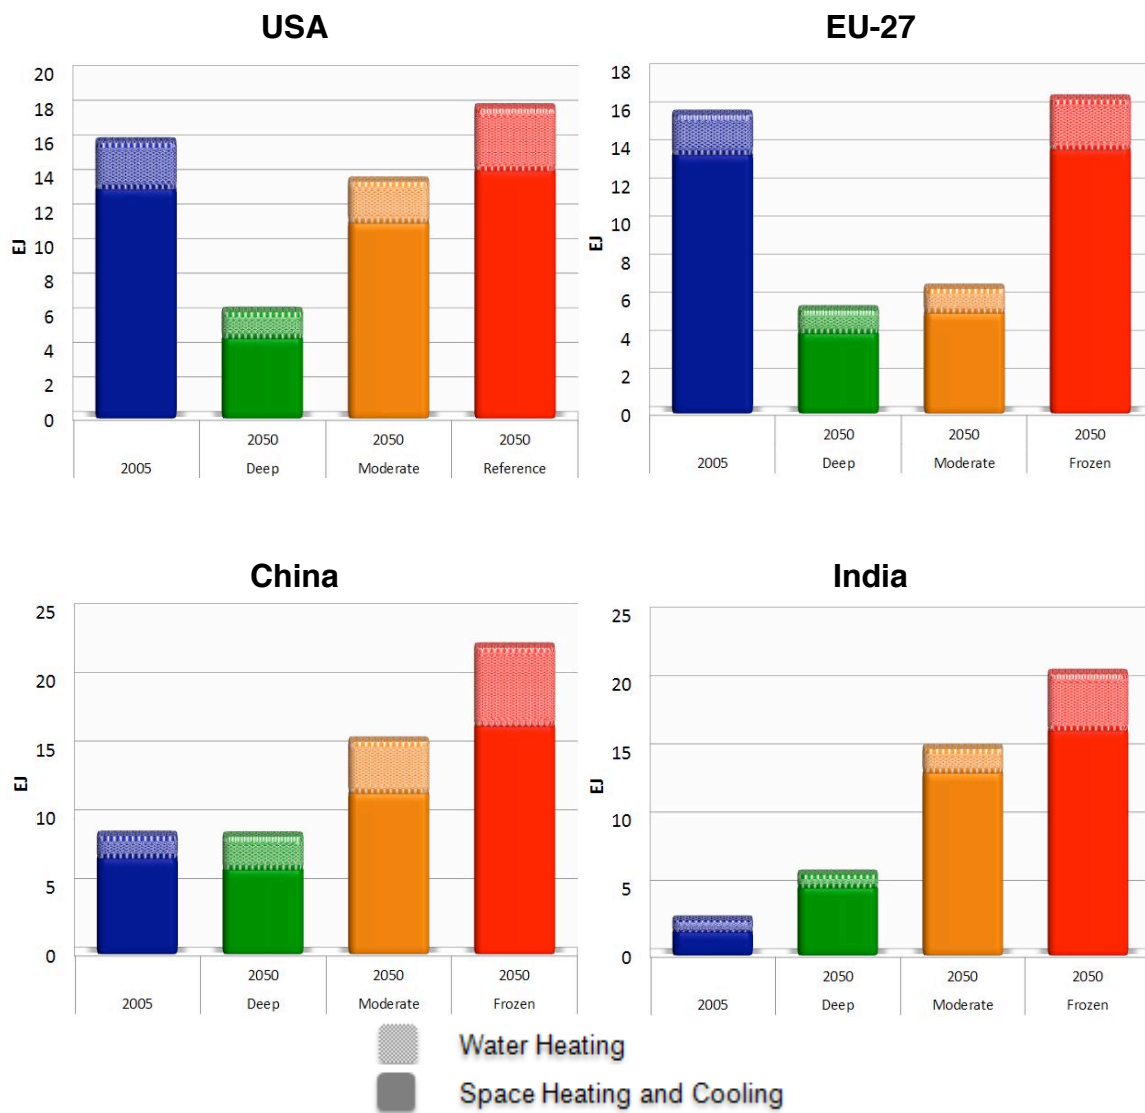 USA
20
18
16
14
12
10
8
6
4
2
0
EJ
2050 2050 2050
2005 Deep Moderate Reference
EU-27
18
16
14
12
10
8
6
4
2
0
EJ
2050 2050 2050
2005 Deep Moderate Frozen
China
25
20
15
10
5
0
EJ
2050 2050 2050
2005 Deep Moderate Frozen
India
25
20
15
10
5
0
EJ
2050 2050 2050
2005 Deep Moderate Frozen
Water Heating
Space Heating and Cooling